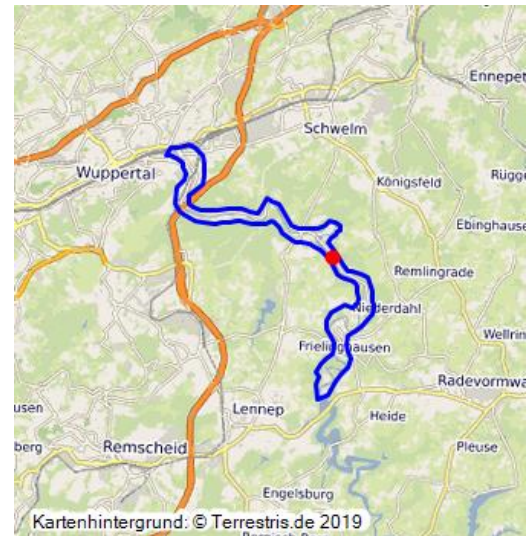 Ennepet
Schwelm
Wuppertal
Königsfeld
Rügge
Ebinghause
Remlingrade
Niederdahl
Wellrin
Frielinghausen
Radevormwa
usen
Lennep
Heide
berg
Remscheid
Pleuse
Engelsburg
Kartenhintergrund: © Terrestris.de 2019